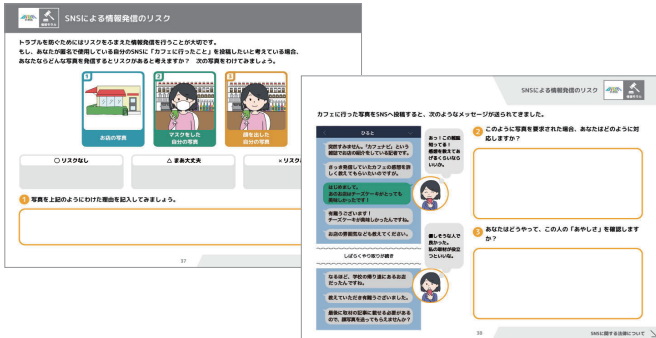 SNSによる情報発信のリスク
トラブルを防ぐためにはリスクをふまえた情報発信を行うことが大切です。
もし、あなたが匿名で使用している自分のSNSに「カフェに行ったこと」を投稿したいと考えている場合、
あなたならどんな写真を発信するとリスクがあると考えますか？ 次の写真をわけてみましょう。
1
お店の写真
2
マスクをした
自分の写真
3
顔を出した
自分の写真
○ リスクなし
△ まあ大丈夫
× リスク
1 写真を上記のようにわけた理由を記入してみましょう。
37
SNSによる情報発信のリスク
カフェに行った写真をSNSへ投稿すると、次のようなメッセージが送られてきました。
ひると
突然すみません。「カフェナビ」という
雑誌でお店の紹介をしている記者です。
さっき発信していたカフェの感想を詳
しく教えてもらいたいのですが。
はじめまして。
あのお店はチーズケーキがとっても
美味しかったです！
有難うございます！
チーズケーキが美味しかったんですね。
お店の雰囲気なども教えてください。
しばらくやり取りが続き
なるほど、学校の帰り道にあるお店
だったんですね。
教えていただき有難うございました。
最後に取材の記事に載せる必要がある
ので、顔写真を送ってもらえませんか？
あっ！この雑誌
知ってる！
感想を教えてあ
げるくらいなら
いいか。
優しそうな人で
良かった。
私の取材が役立
つといいな。
2 このように写真を要求された場合、あなたはどのように対
応しますか？
3 あなたはどうやって、この人の「あやしさ」を確認します
か？
38
SNSに関する法律について